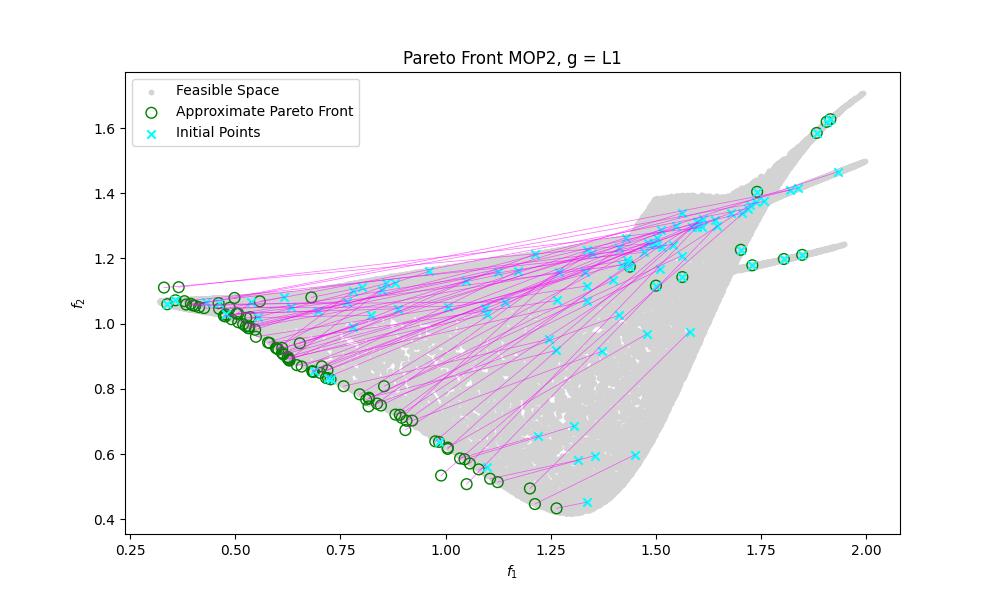 Pareto Front MOP2, g = L1
Feasible Space
Approximate Pareto Front
Initial Points
f2
1.6
1.4
1.2
1.0
0.8
0.6
0.4
0.25 0.50 0.75 1.00 1.25 1.50 1.75 2.00
f1